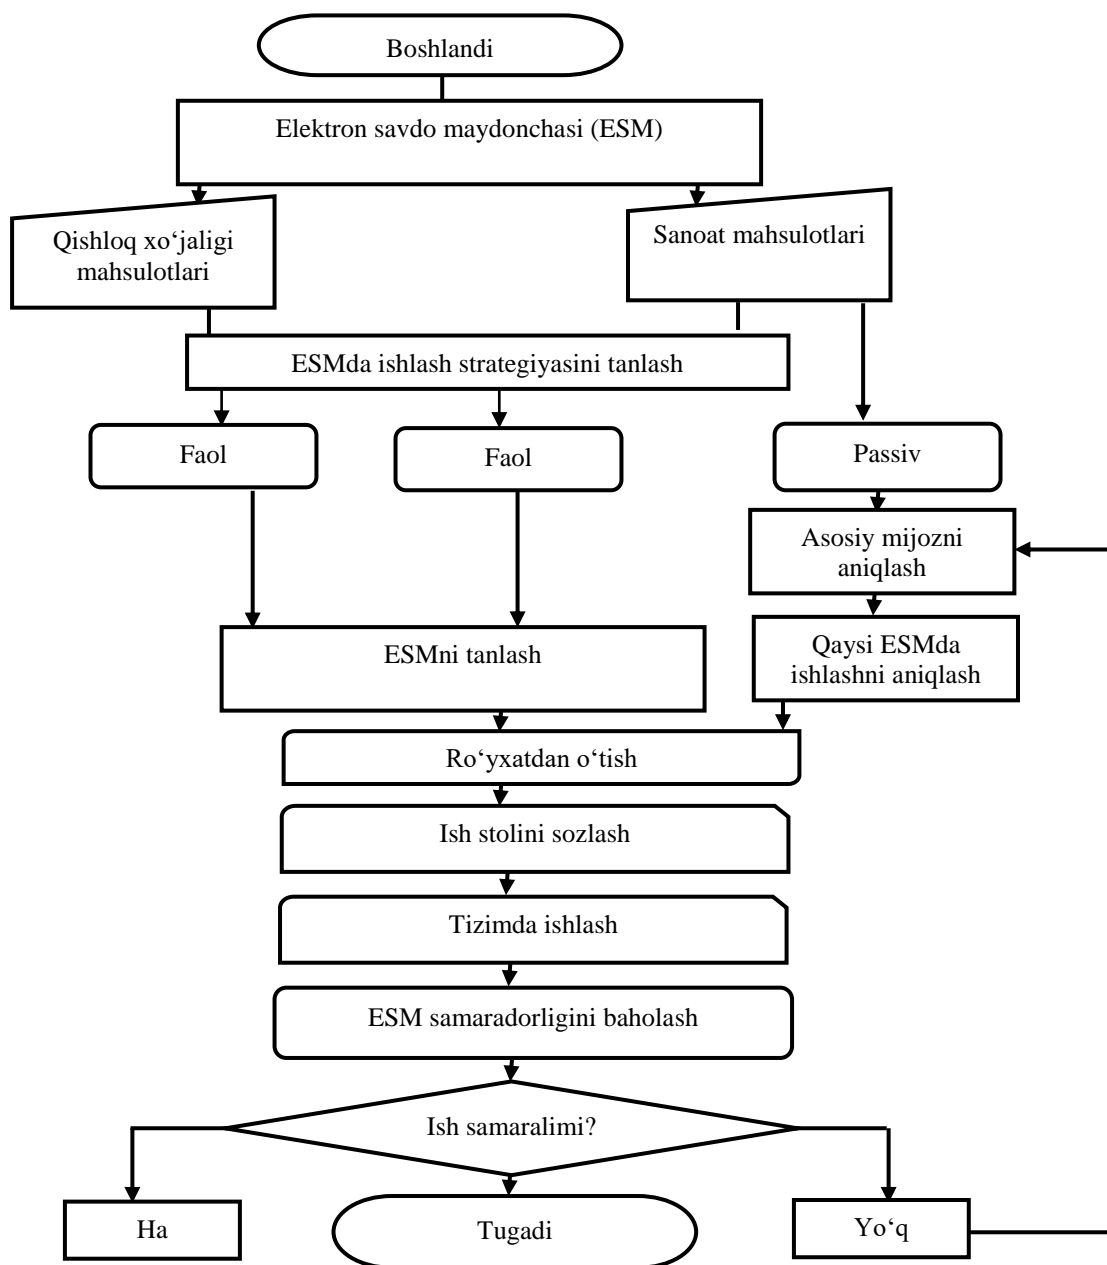 Boshlandi
Elektron savdo maydonchasi (ESM)
Qishloq xo‘jaligi
mahsulotlari
Sanoat mahsulotlari
ESMda ishlash strategiyasini tanlash
Faol
Faol
Passiv
Asosiy mijozni
aniqlash
ESMni tanlash
Qaysi ESMda
ishlashni aniqlash
Ro‘yxatdan o‘tish
Ish stolini sozlash
Tizimda ishlash
ESM samaradorligini baholash
Ish samaralimi?
Ha
Tugadi
Yo‘q